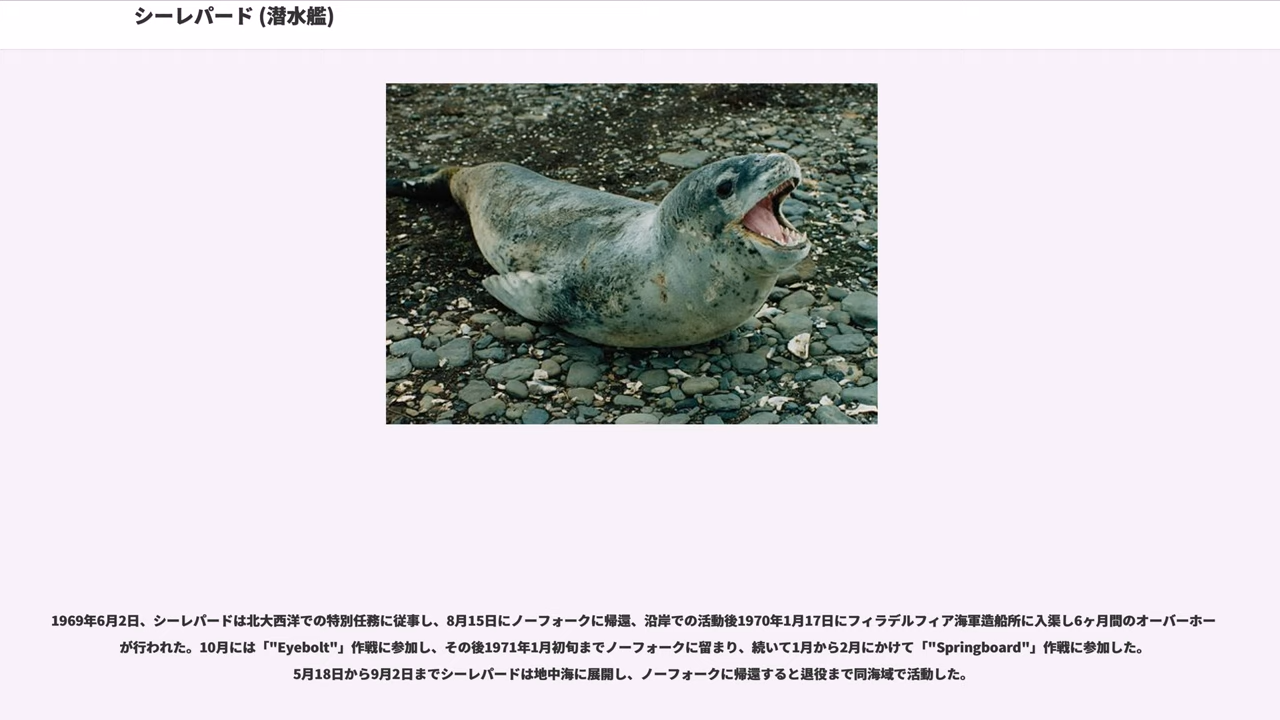 シーレパード (潜水艦)
1969年6月2日、シーレパードは北大西洋での特別任務に従事し、8月15日にノーフォークに帰還、沿岸での活動後1970年1月17日にフィラデルフィア海軍造船所に入渠し6ヶ月間のオーバーホー
が行われた。10月には「"Eyebolt"」作戦に参加し、その後1971年1月初旬までノーフォークに留まり、続いて1月から2月にかけて「"Springboard"」作戦に参加した。
5月18日から9月2日までシーレパードは地中海に展開し、ノーフォークに帰還すると退役まで同海域で活動した。